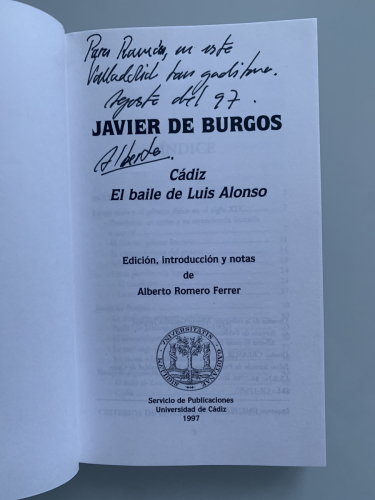 Para Ramón, en este
Valladolid tan gaditano.
Agosto del 97.
JAVIER DE BURGOS
Alberto.
Cádiz
El baile de Luis Alonso
Edición, introducción y notas
de
Alberto Romero Ferrer
Servicio de Publicaciones
Universidad de Cádiz
1997